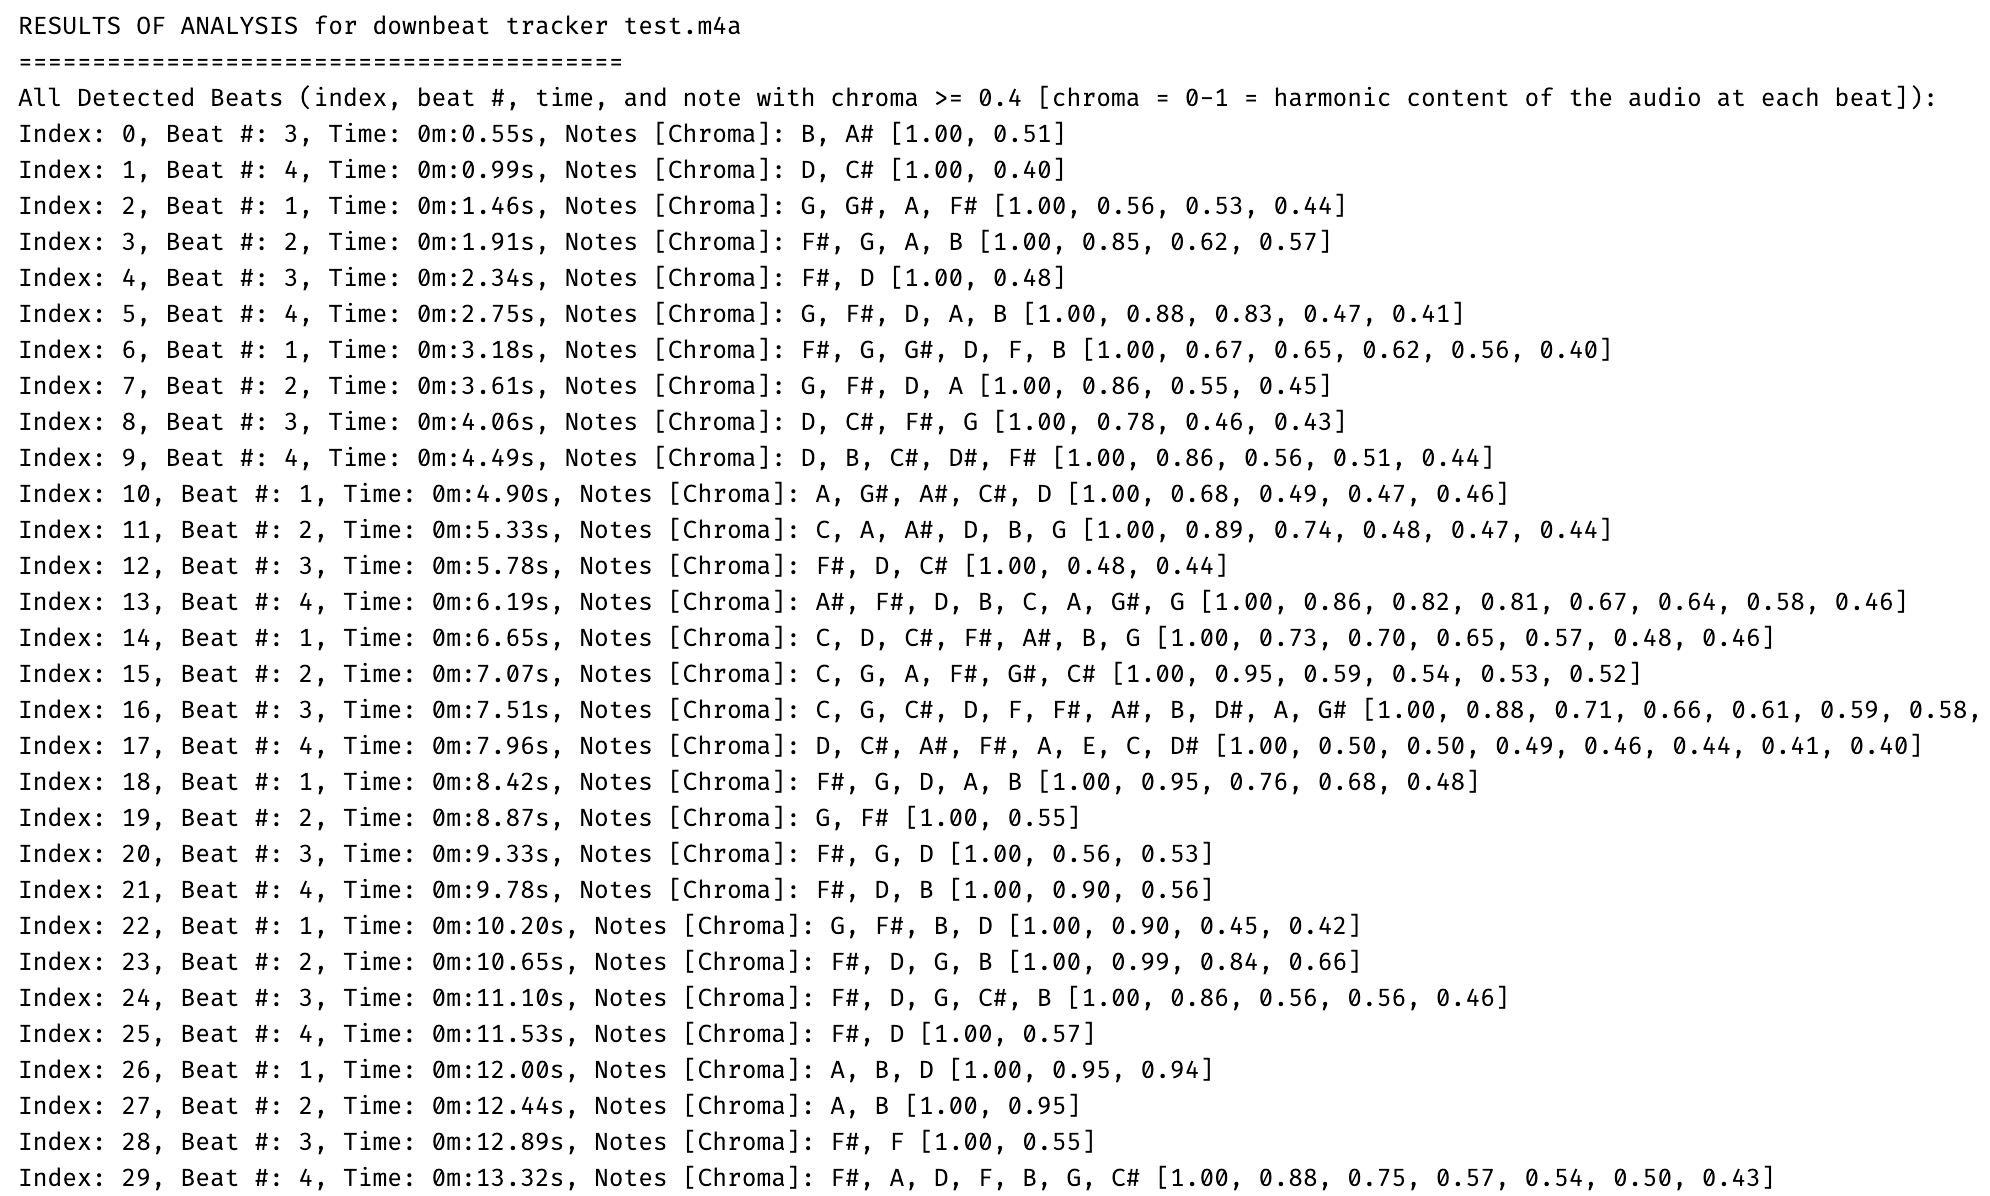 RESULTS OF ANALYSIS for downbeat tracker test.m4a
=========================================
All Detected Beats (index, beat #, time, and note with chroma >= 0.4 [chroma = 0-1 = harmonic content of the audio at each beat]):
Index: 0, Beat #: 3, Time: 0m:0.55s, Notes [Chroma]: B, A# [1.00, 0.51]
Index: 1, Beat #: 4, Time: 0m:0.99s, Notes [Chroma]: D, C# [1.00, 0.40]
Index: 2, Beat #: 1, Time: 0m:1.46s, Notes [Chroma]: G, G#, A, F# [1.00, 0.56, 0.53, 0.44]
Index: 3, Beat #: 2, Time: 0m:1.91s, Notes [Chroma]: F#, G, A, B [1.00, 0.85, 0.62, 0.57]
Index: 4, Beat #: 3, Time: 0m:2.34s, Notes [Chroma]: F#, D [1.00, 0.48]
Index: 5, Beat #: 4, Time: 0m:2.75s, Notes [Chroma]: G, F#, D, A, B [1.00, 0.88, 0.83, 0.47, 0.41]
Index: 6, Beat #: 1, Time: 0m:3.18s, Notes [Chroma]: F#, G, G#, D, F, B [1.00, 0.67, 0.65, 0.62, 0.56, 0.40]
Index: 7, Beat #: 2, Time: 0m:3.61s, Notes [Chroma]: G, F#, D, A [1.00, 0.86, 0.55, 0.45]
Index: 8, Beat #: 3, Time: 0m:4.06s, Notes [Chroma]: D, C#, F#, G [1.00, 0.78, 0.46, 0.43]
Index: 9, Beat #: 4, Time: 0m:4.49s, Notes [Chroma]: D, B, C#, D#, F# [1.00, 0.86, 0.56, 0.51, 0.44]
Index: 10, Beat #: 1, Time: 0m:4.90s, Notes [Chroma]: A, G#, A#, C#, D [1.00, 0.68, 0.49, 0.47, 0.46]
Index: 11, Beat #: 2, Time: 0m:5.33s, Notes [Chroma]: C, A, A#, D, B, G [1.00, 0.89, 0.74, 0.48, 0.47, 0.44]
Index: 12, Beat #: 3, Time: 0m:5.78s, Notes [Chroma]: F#, D, C# [1.00, 0.48, 0.44]
Index: 13, Beat #: 4, Time: 0m:6.19s, Notes [Chroma]: A#, F#, D, B, C, A, G#, G [1.00, 0.86, 0.82, 0.81, 0.67, 0.64, 0.58, 0.46]
Index: 14, Beat #: 1, Time: 0m:6.65s, Notes [Chroma]: C, D, C#, F#, A#, B, G [1.00, 0.73, 0.70, 0.65, 0.57, 0.48, 0.46]
Index: 15, Beat #: 2, Time: 0m:7.07s, Notes [Chroma]: C, G, A, F#, G#, C# [1.00, 0.95, 0.59, 0.54, 0.53, 0.52]
Index: 16, Beat #: 3, Time: 0m:7.51s, Notes [Chroma]: C, G, C#, D, F, F#, A#, B, D#, A, G# [1.00, 0.88, 0.71, 0.66, 0.61, 0.59, 0.58,
Index: 17, Beat #: 4, Time: 0m:7.96s, Notes [Chroma]: D, C#, A#, F#, A, E, C, D# [1.00, 0.50, 0.50, 0.49, 0.46, 0.44, 0.41, 0.40]
Index: 18, Beat #: 1, Time: 0m:8.42s, Notes [Chroma]: F#, G, D, A, B [1.00, 0.95, 0.76, 0.68, 0.48]
Index: 19, Beat #: 2, Time: 0m:8.87s, Notes [Chroma]: G, F# [1.00, 0.55]
Index: 20, Beat #: 3, Time: 0m:9.33s, Notes [Chroma]: F#, G, D [1.00, 0.56, 0.53]
Index: 21, Beat #: 4, Time: 0m:9.78s, Notes [Chroma]: F#, D, B [1.00, 0.90, 0.56]
Index: 22, Beat #: 1, Time: 0m:10.20s, Notes [Chroma]: G, F#, B, D [1.00, 0.90, 0.45, 0.42]
Index: 23, Beat #: 2, Time: 0m:10.65s, Notes [Chroma]: F#, D, G, B [1.00, 0.99, 0.84, 0.66]
Index: 24, Beat #: 3, Time: 0m:11.10s, Notes [Chroma]: F#, D, G, C#, B [1.00, 0.86, 0.56, 0.56, 0.46]
Index: 25, Beat #: 4, Time: 0m:11.53s, Notes [Chroma]: F#, D [1.00, 0.57]
Index: 26, Beat #: 1, Time: 0m:12.00s, Notes [Chroma]: A, B, D [1.00, 0.95, 0.94]
Index: 27, Beat #: 2, Time: 0m:12.44s, Notes [Chroma]: A, B [1.00, 0.95]
Index: 28, Beat #: 3, Time: 0m:12.89s, Notes [Chroma]: F#, F [1.00, 0.55]
Index: 29, Beat #: 4, Time: 0m:13.32s, Notes [Chroma]: F#, A, D, F, B, G, C# [1.00, 0.88, 0.75, 0.57, 0.54, 0.50, 0.43]